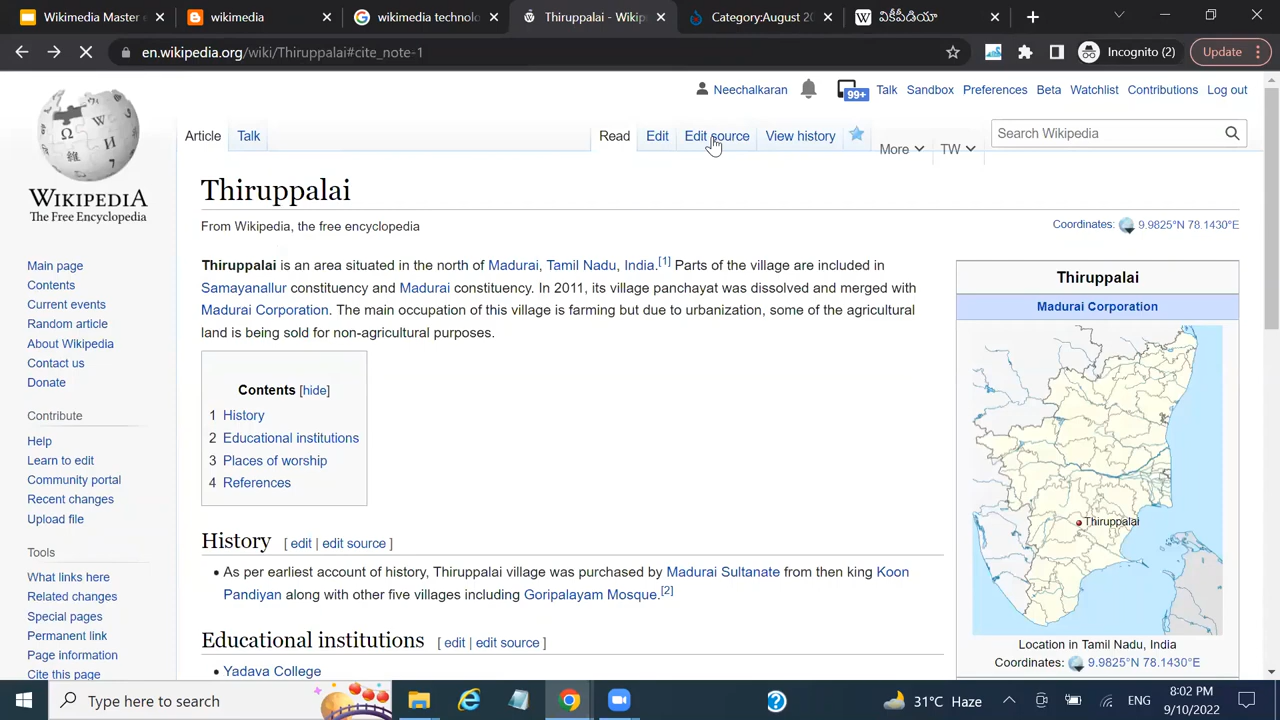 Wikimedia Master
wikimedia
wikimedia technolo
Thiruppalai - Wikip
Category:August 20
వికీపీడియా
en.wikipedia.org/wiki/Thiruppalai#cite_note-1
Incognito (2)
Update
Neechalkaran
99+
Talk
Sandbox
Preferences
Beta
Watchlist
Contributions
Log out
Article
Talk
Read
Edit
Edit source
View history
More
TW
Search Wikipedia
WIKIPEDIA
The Free Encyclopedia
Main page
Contents
Current events
Random article
About Wikipedia
Contact us
Donate
Contribute
Help
Learn to edit
Community portal
Recent changes
Upload file
Tools
What links here
Related changes
Special pages
Permanent link
Page information
Cite this page
Thiruppalai
From Wikipedia, the free encyclopedia
Coordinates: 9.9825°N 78.1430°E
Thiruppalai is an area situated in the north of Madurai, Tamil Nadu, India.[1] Parts of the village are included in
Samayanallur constituency and Madurai constituency. In 2011, its village panchayat was dissolved and merged with
Madurai Corporation. The main occupation of this village is farming but due to urbanization, some of the agricultural
land is being sold for non-agricultural purposes.
Contents [hide]
1 History
2 Educational institutions
3 Places of worship
4 References
History [ edit | edit source ]
• As per earliest account of history, Thiruppalai village was purchased by Madurai Sultanate from then king Koon
Pandiyan along with other five villages including Goripalayam Mosque.[2]
Educational institutions [ edit | edit source ]
• Yadava College
Thiruppalai
Madurai Corporation
Thiruppalai
Location in Tamil Nadu, India
Coordinates: 9.9825°N 78.1430°E
Type here to search
31°C Haze
ENG
8:02 PM
9/10/2022